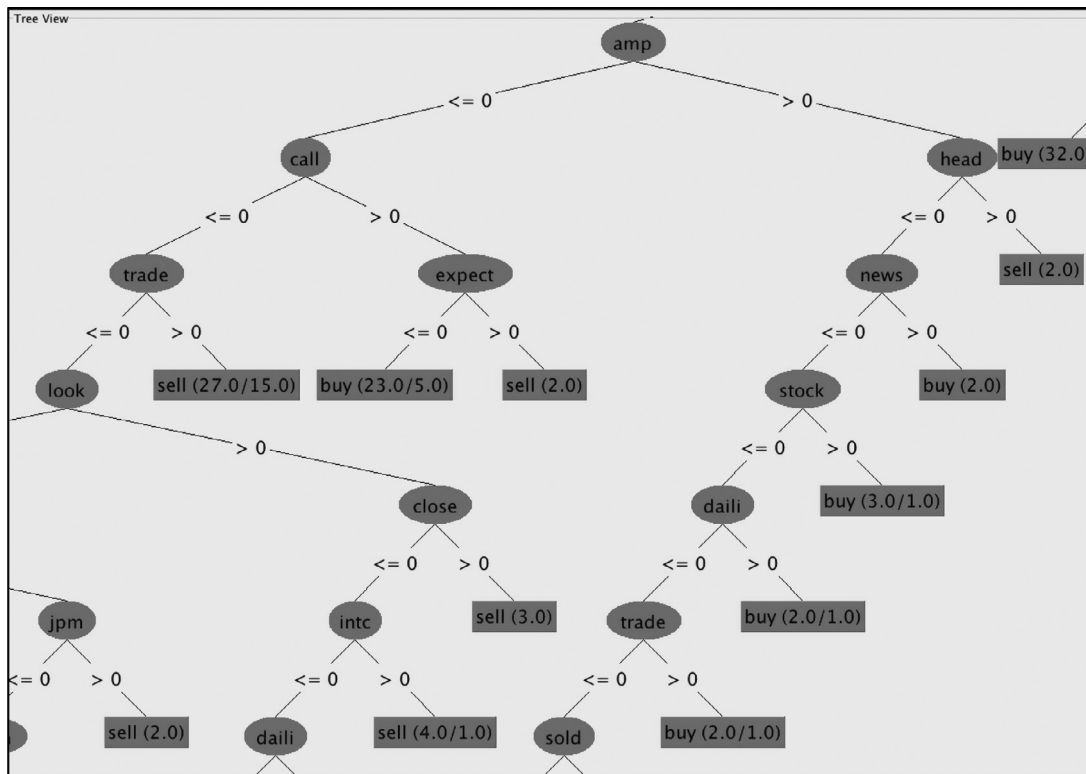 Tree View
amp
<= 0 > 0
call head buy (32.0
<= 0 > 0 <= 0 > 0
trade expect news sell (2.0)
<= 0 > 0 <= 0 > 0 <= 0 > 0
look sell (27.0/15.0) buy (23.0/5.0) sell (2.0) stock buy (2.0)
> 0 <= 0 > 0
close daili buy (3.0/1.0)
<= 0 > 0 <= 0 > 0
jpm intc sell (3.0) trade buy (2.0/1.0)
<= 0 > 0 <= 0 > 0 <= 0 > 0
sell (2.0) daili sell (4.0/1.0) sold buy (2.0/1.0)